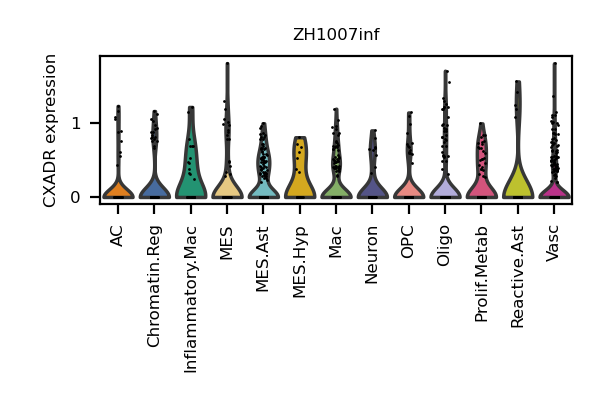 ZH1007inf
CXADR expression
1
0
AC
Chromatin.Reg
Inflammatory.Mac
MES
MES.Ast
MES.Hyp
Mac
Neuron
OPC
Oligo
Prolif.Metab
Reactive.Ast
Vasc